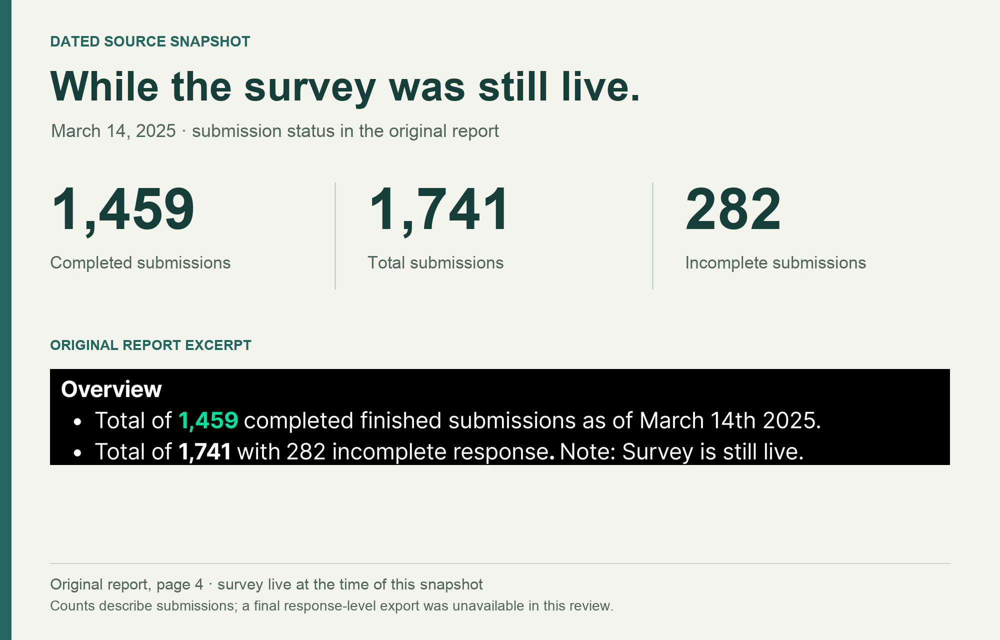 DATED SOURCE SNAPSHOT
While the survey was still live.
March 14, 2025 · submission status in the original report
1,459
Completed submissions
1,741
Total submissions
282
Incomplete submissions
ORIGINAL REPORT EXCERPT
Overview
• Total of 1,459 completed finished submissions as of March 14th 2025.
• Total of 1,741 with 282 incomplete response. Note: Survey is still live.
Original report, page 4 · survey live at the time of this snapshot
Counts describe submissions; a final response-level export was unavailable in this review.